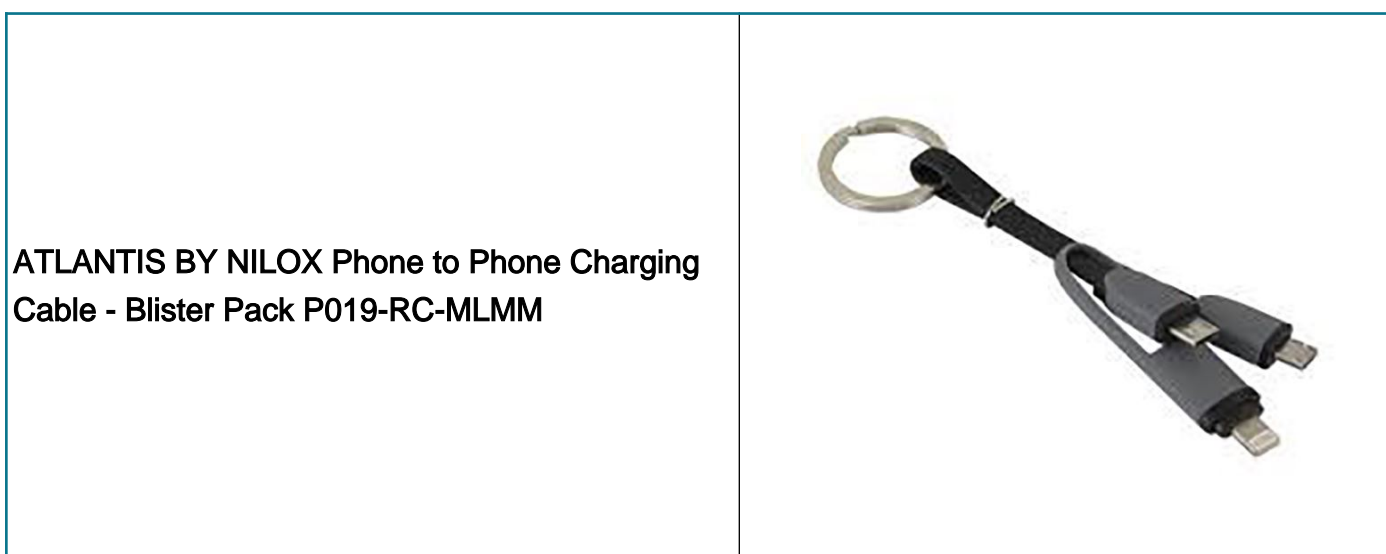 ATLANTIS BY NILOX Phone to Phone Charging
Cable - Blister Pack P019-RC-MLMM